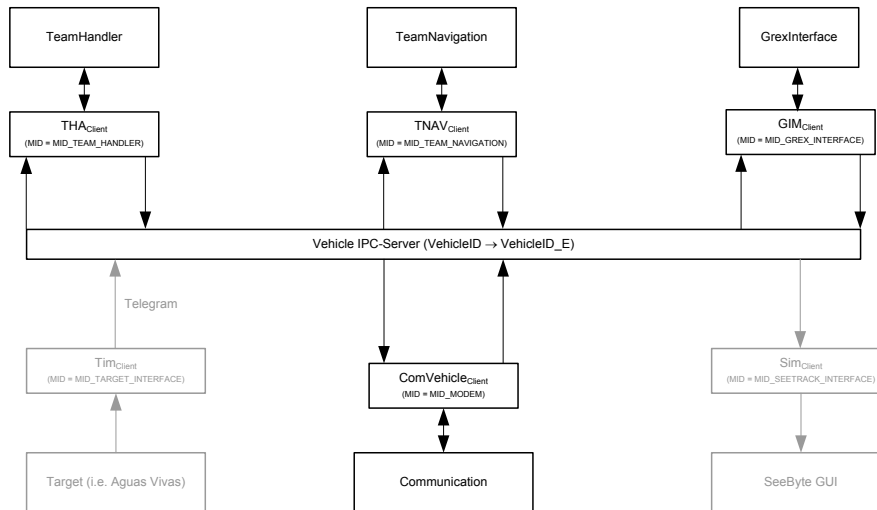 TeamHandler
TeamNavigation
GrexInterface
THAClient
(MID = MID_TEAM_HANDLER)
TNAVClient
(MID = MID_TEAM_NAVIGATION)
GIMClient
(MID = MID_GREX_INTERFACE)
Vehicle IPC-Server (VehicleID → VehicleID_E)
Telegram
TimClient
(MID = MID_TARGET_INTERFACE)
ComVehicleClient
(MID = MID_MODEM)
SimClient
(MID = MID_SEETRACK_INTERFACE)
Target (i.e. Aguas Vivas)
Communication
SeeByte GUI